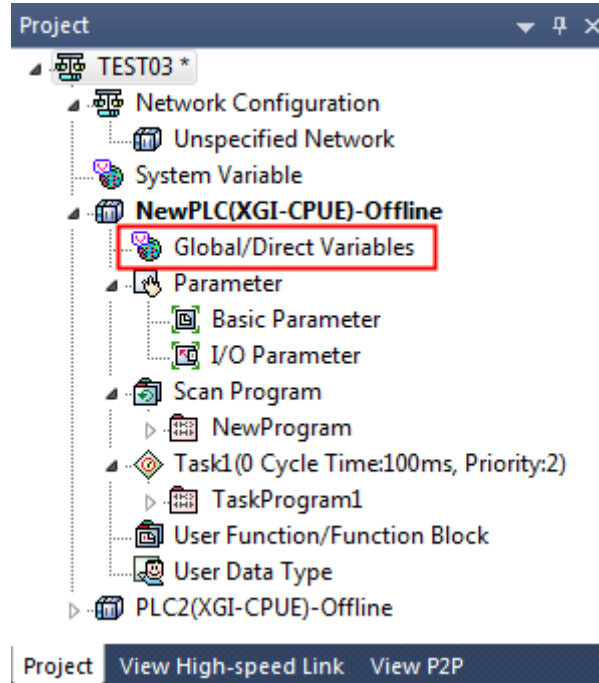 Project
TEST03 *
Network Configuration
Unspecified Network
System Variable
NewPLC(XGI-CPUE)-Offline
Global/Direct Variables
Parameter
Basic Parameter
I/O Parameter
Scan Program
NewProgram
Task1(0 Cycle Time:100ms, Priority:2)
TaskProgram1
User Function/Function Block
User Data Type
PLC2(XGI-CPUE)-Offline
Project View High-speed Link View P2P